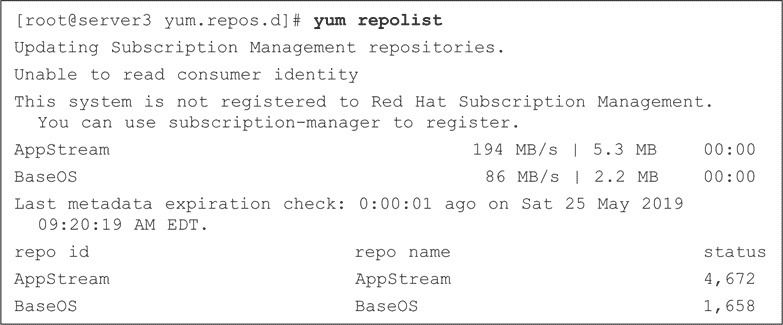 [root@server3 yum.repos.d]# yum repolist
Updating Subscription Management repositories.
Unable to read consumer identity
This system is not registered to Red Hat Subscription Management.
You can use subscription-manager to register.
AppStream 194 MB/s | 5.3 MB 00:00
BaseOS 86 MB/s | 2.2 MB 00:00
Last metadata expiration check: 0:00:01 ago on Sat 25 May 2019
09:20:19 AM EDT.
repo id repo name status
AppStream AppStream 4,672
BaseOS BaseOS 1,658